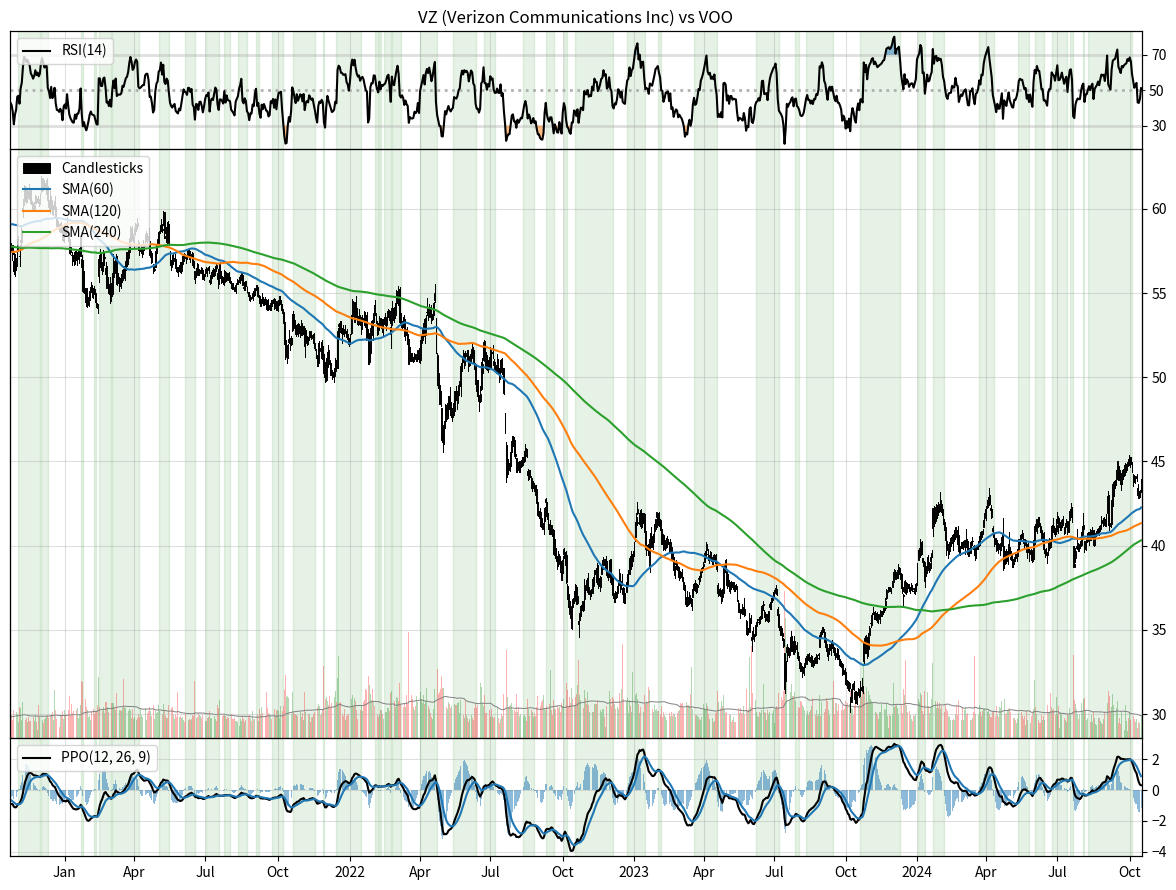 VZ (Verizon Communications Inc) vs VOO
RSI(14)
70
50
30
Candlesticks
SMA(60)
SMA(120)
SMA(240)
60
55
50
45
40
35
30
PPO(12, 26, 9)
2
0
−2
−4
Jan Apr Jul Oct 2022 Apr Jul Oct 2023 Apr Jul Oct 2024 Apr Jul Oct